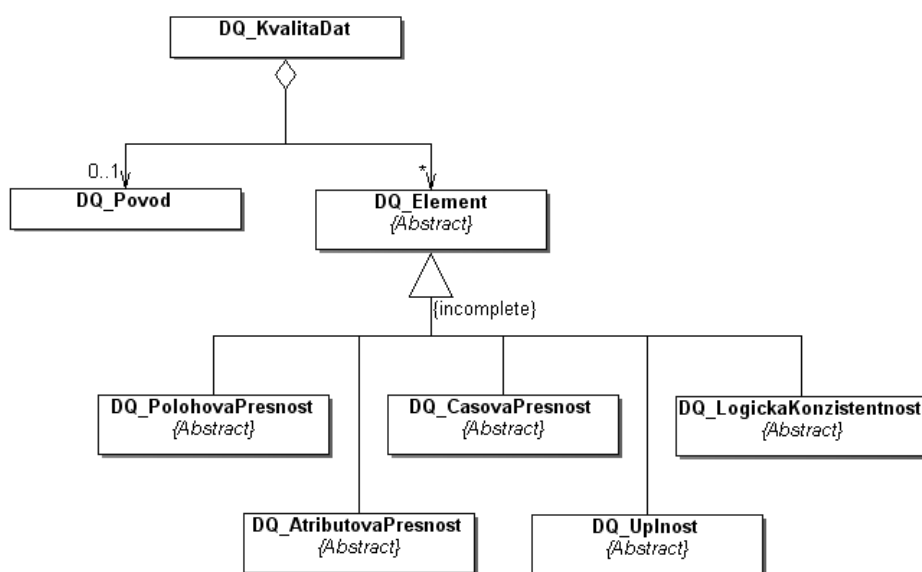 DQ_KvalitaDat
0..1
*
DQ_Povod
DQ_Element
{Abstract}
{incomplete}
DQ_PolohovaPresnost
{Abstract}
DQ_CasovaPresnost
{Abstract}
DQ_LogickaKonzistentnost
{Abstract}
DQ_AtributovaPresnost
{Abstract}
DQ_Uplnost
{Abstract}